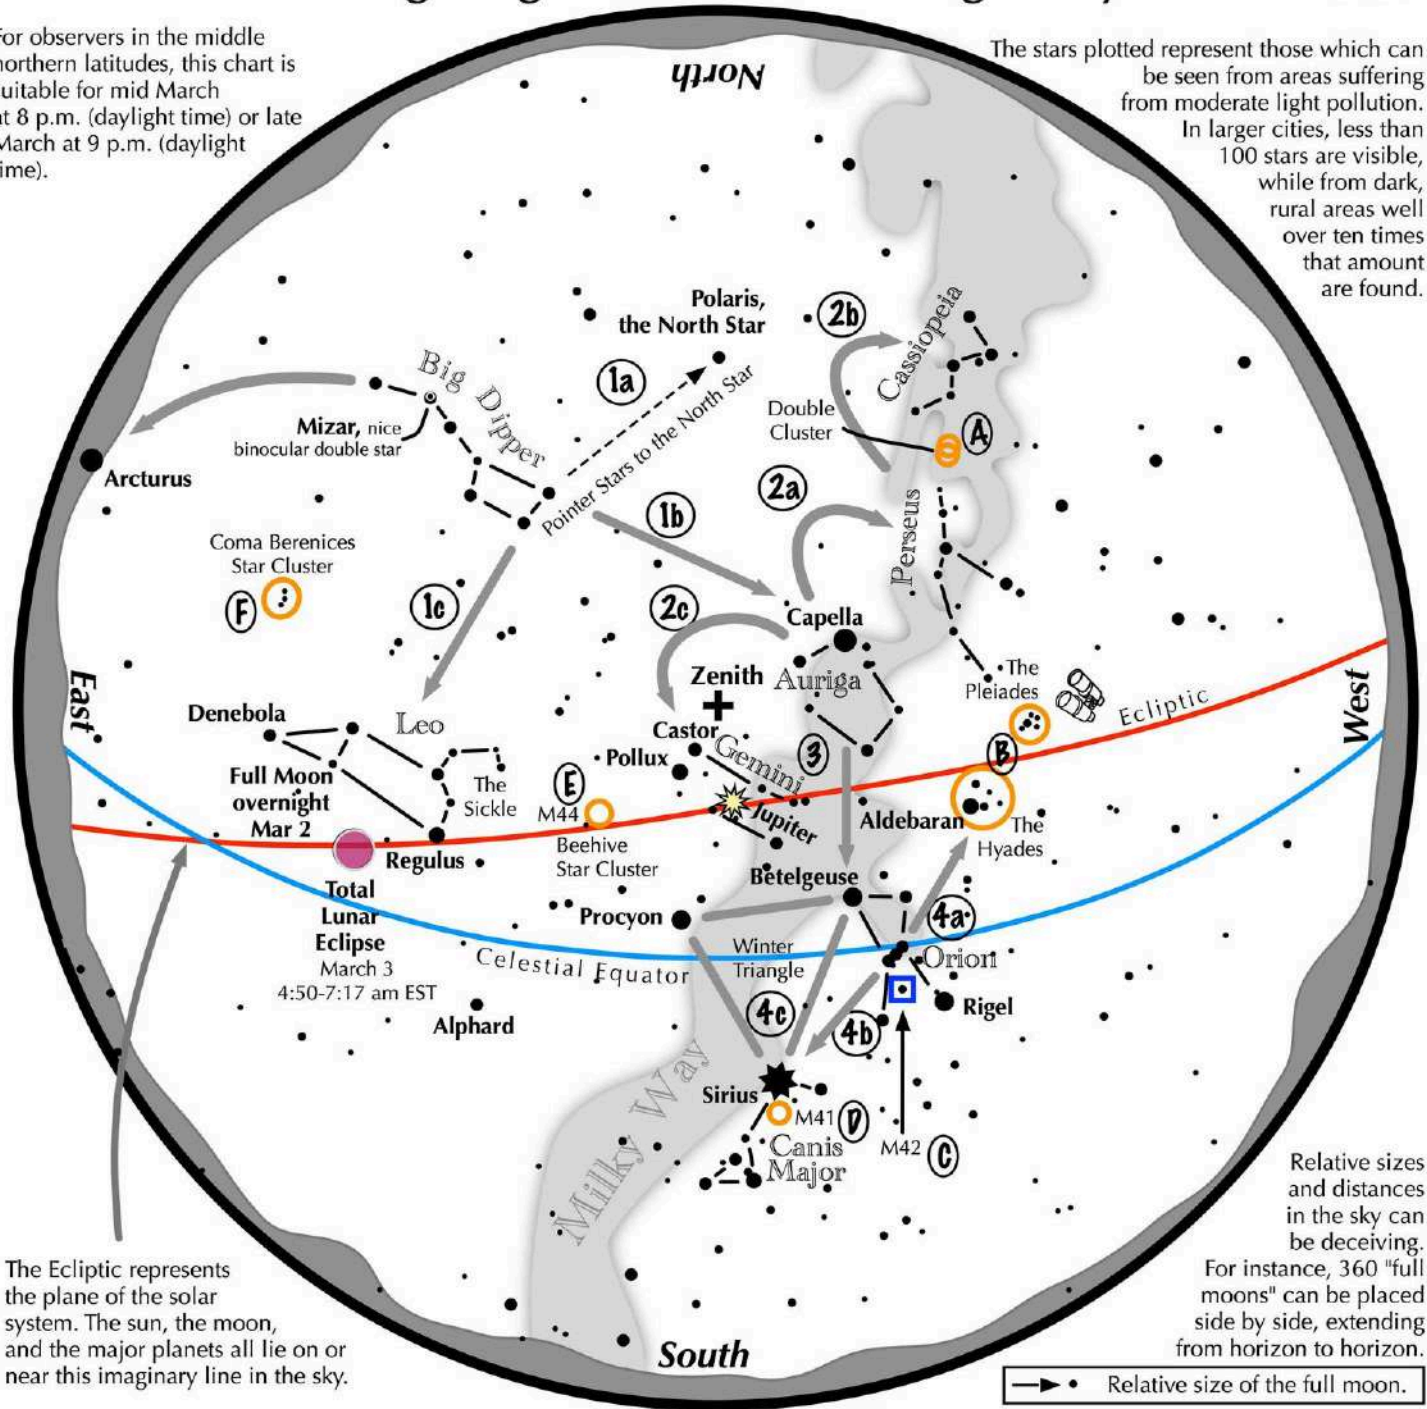 For observers in the middle
northern latitudes, this chart is
suitable for mid March
at 8 p.m. (daylight time) or late
March at 9 p.m. (daylight
time).
The stars plotted represent those which can
be seen from areas suffering
from moderate light pollution.
In larger cities, less than
100 stars are visible,
while from dark,
rural areas well
over ten times
that amount
are found.
North
Polaris,
the North Star
2b
Cassiopeia
1a
Big Dipper
Mizar, nice
binocular double star
Pointer Stars to the North Star
Double
Cluster
A
Arcturus
2a
Perseus
1b
Coma Berenices
Star Cluster
F
1c
2c
Capella
Zenith
Auriga
The
Pleiades
Ecliptic
East
West
Denebola
Leo
Castor
Pollux
Gemini
3
B
Full Moon
overnight
Mar 2
The
Sickle
E
M44
Jupiter
Aldebaran
The
Hyades
Regulus
Beehive
Star Cluster
Betelgeuse
Total
Lunar
Eclipse
March 3
4:50-7:17 am EST
Procyon
4a
Winter
Triangle
Orion
Celestial Equator
Alphard
4c
4b
Rigel
Milky Way
Sirius
M41
D
M42
C
Canis
Major
Relative sizes
and distances
in the sky can
be deceiving.
For instance, 360 "full
moons" can be placed
side by side, extending
from horizon to horizon.
The Ecliptic represents
the plane of the solar
system. The sun, the moon,
and the major planets all lie on or
near this imaginary line in the sky.
South
Relative size of the full moon.